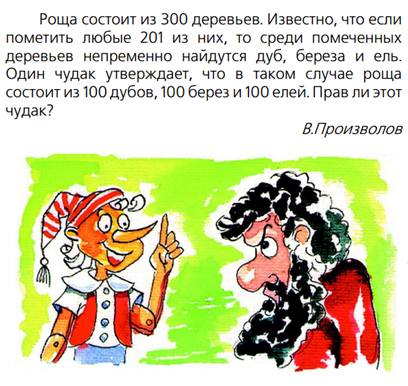 Роща состоит из 300 деревьев. Известно, что если
пометить любые 201 из них, то среди помеченных
деревьев непременно найдутся дуб, береза и ель.
Один чудак утверждает, что в таком случае роща
состоит из 100 дубов, 100 берез и 100 елей. Прав ли этот
чудак?
В.Произволов